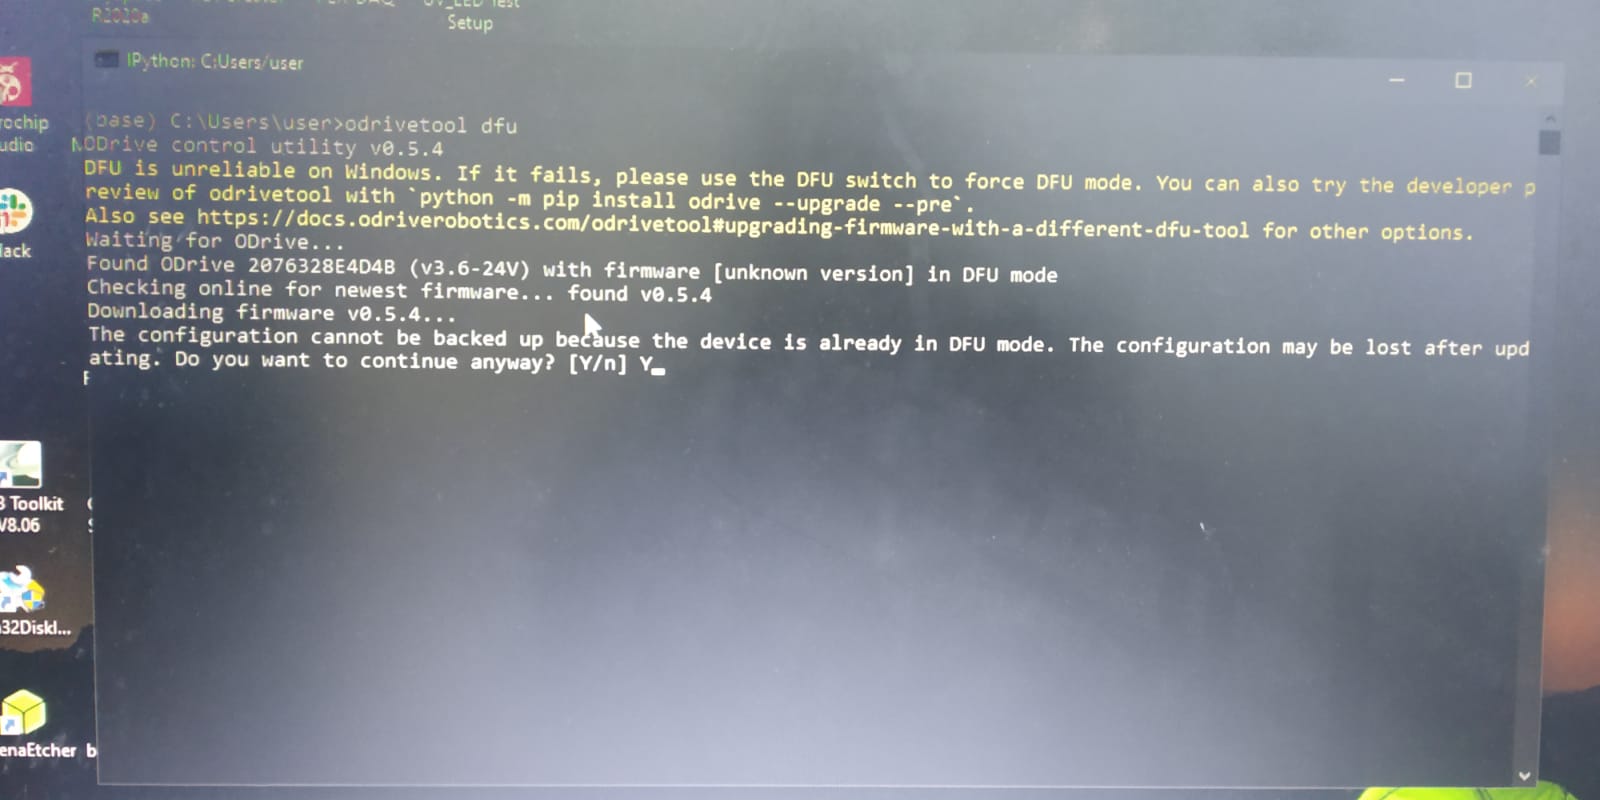 R2020a
Setup
IPython: C:Users/user
(base) C:\Users\user>odrivetool dfu
ODrive control utility v0.5.4
DFU is unreliable on Windows. If it fails, please use the DFU switch to force DFU mode. You can also try the developer p
review of odrivetool with `python -m pip install odrive --upgrade --pre`.
Also see https://docs.odriverobotics.com/odrivetool#upgrading-firmware-with-a-different-dfu-tool for other options.
Waiting for ODrive...
Found ODrive 2076328E4D4B (v3.6-24V) with firmware [unknown version] in DFU mode
Checking online for newest firmware... found v0.5.4
Downloading firmware v0.5.4...
The configuration cannot be backed up because the device is already in DFU mode. The configuration may be lost after upd
ating. Do you want to continue anyway? [Y/n] Y
rochip
udio
lack
3 Toolkit
V8.06
32DiskI...
enaEtcher